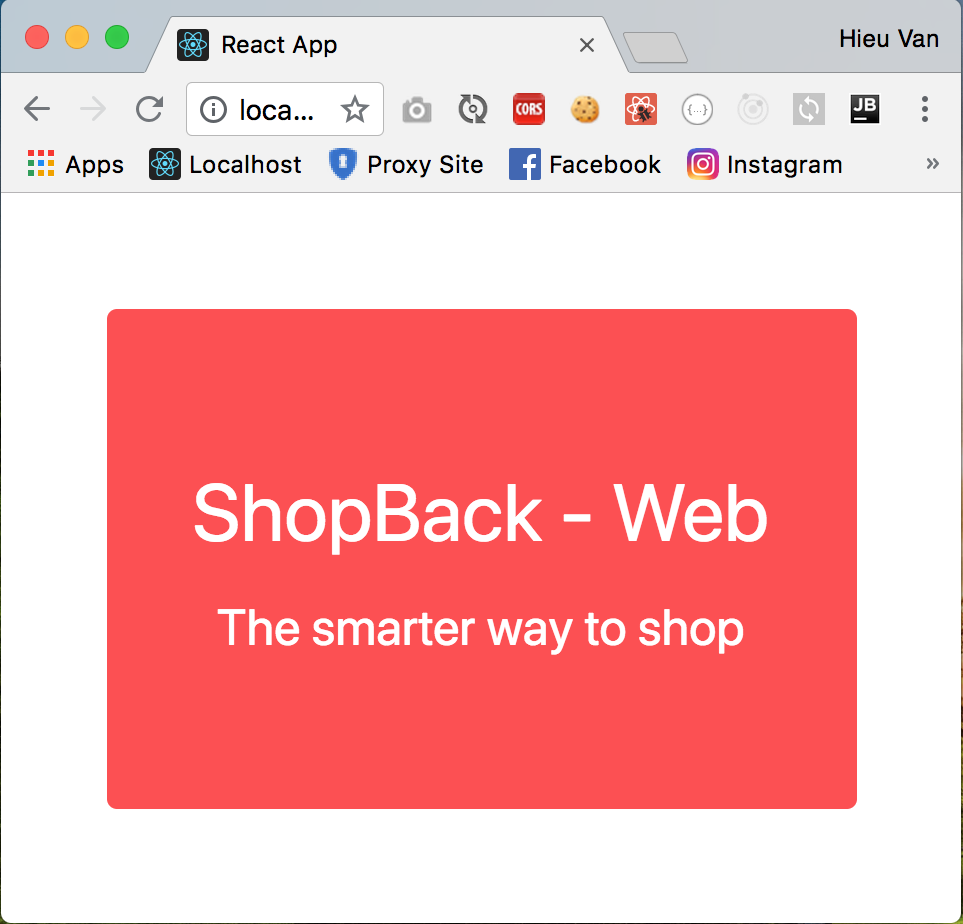 React App
Hieu Van
loca...
CORS
{...}
JB
Apps
Localhost
Proxy Site
Facebook
Instagram
»
ShopBack - Web
The smarter way to shop